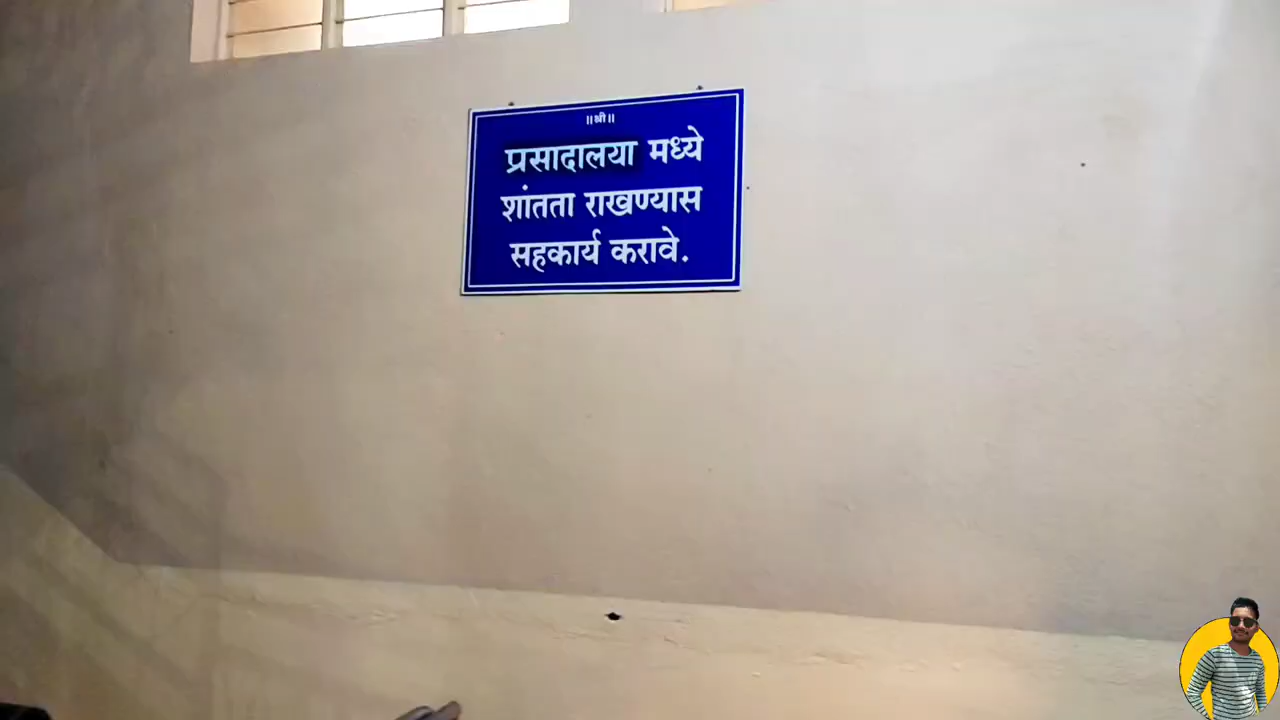 ॥श्री॥
प्रसादालया मध्ये
शांतता राखण्यास
सहकार्य करावे.